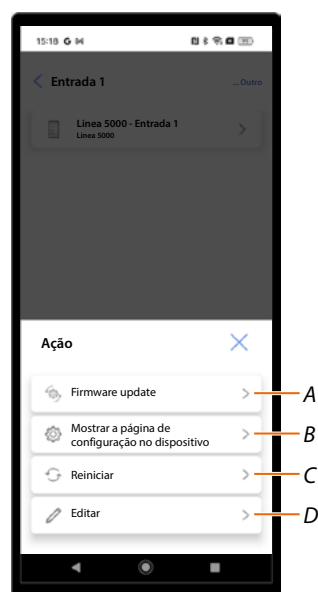 15:18
Entrada 1
... Outro
Linea 5000 - Entrada 1
Linea 5000
Ação
Firmware update
A
Mostrar a página de
configuração no dispositivo
B
Reiniciar
C
Editar
D